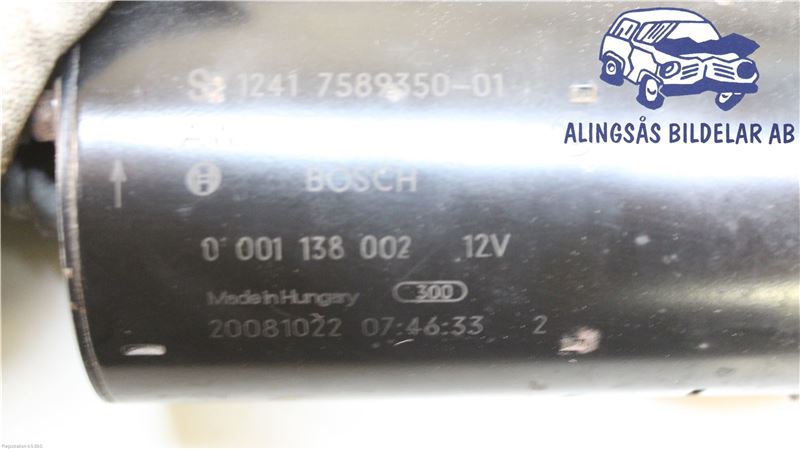 1241 7589350-01
ALINGSÅS BILDELAR AB
BOSCH
0 001 138 002 12V
Made in Hungary 300
20081022 07:46:33 2